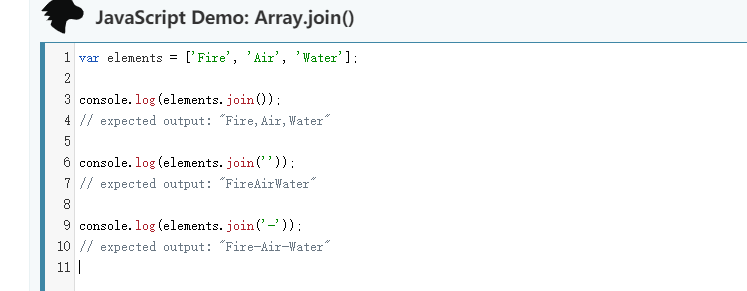 JavaScript Demo: Array.join()
1 var elements = ['Fire', 'Air', 'Water'];
2
3 console.log(elements.join());
4 // expected output: "Fire,Air,Water"
5
6 console.log(elements.join(''));
7 // expected output: "FireAirWater"
8
9 console.log(elements.join('-'));
10 // expected output: "Fire-Air-Water"
11